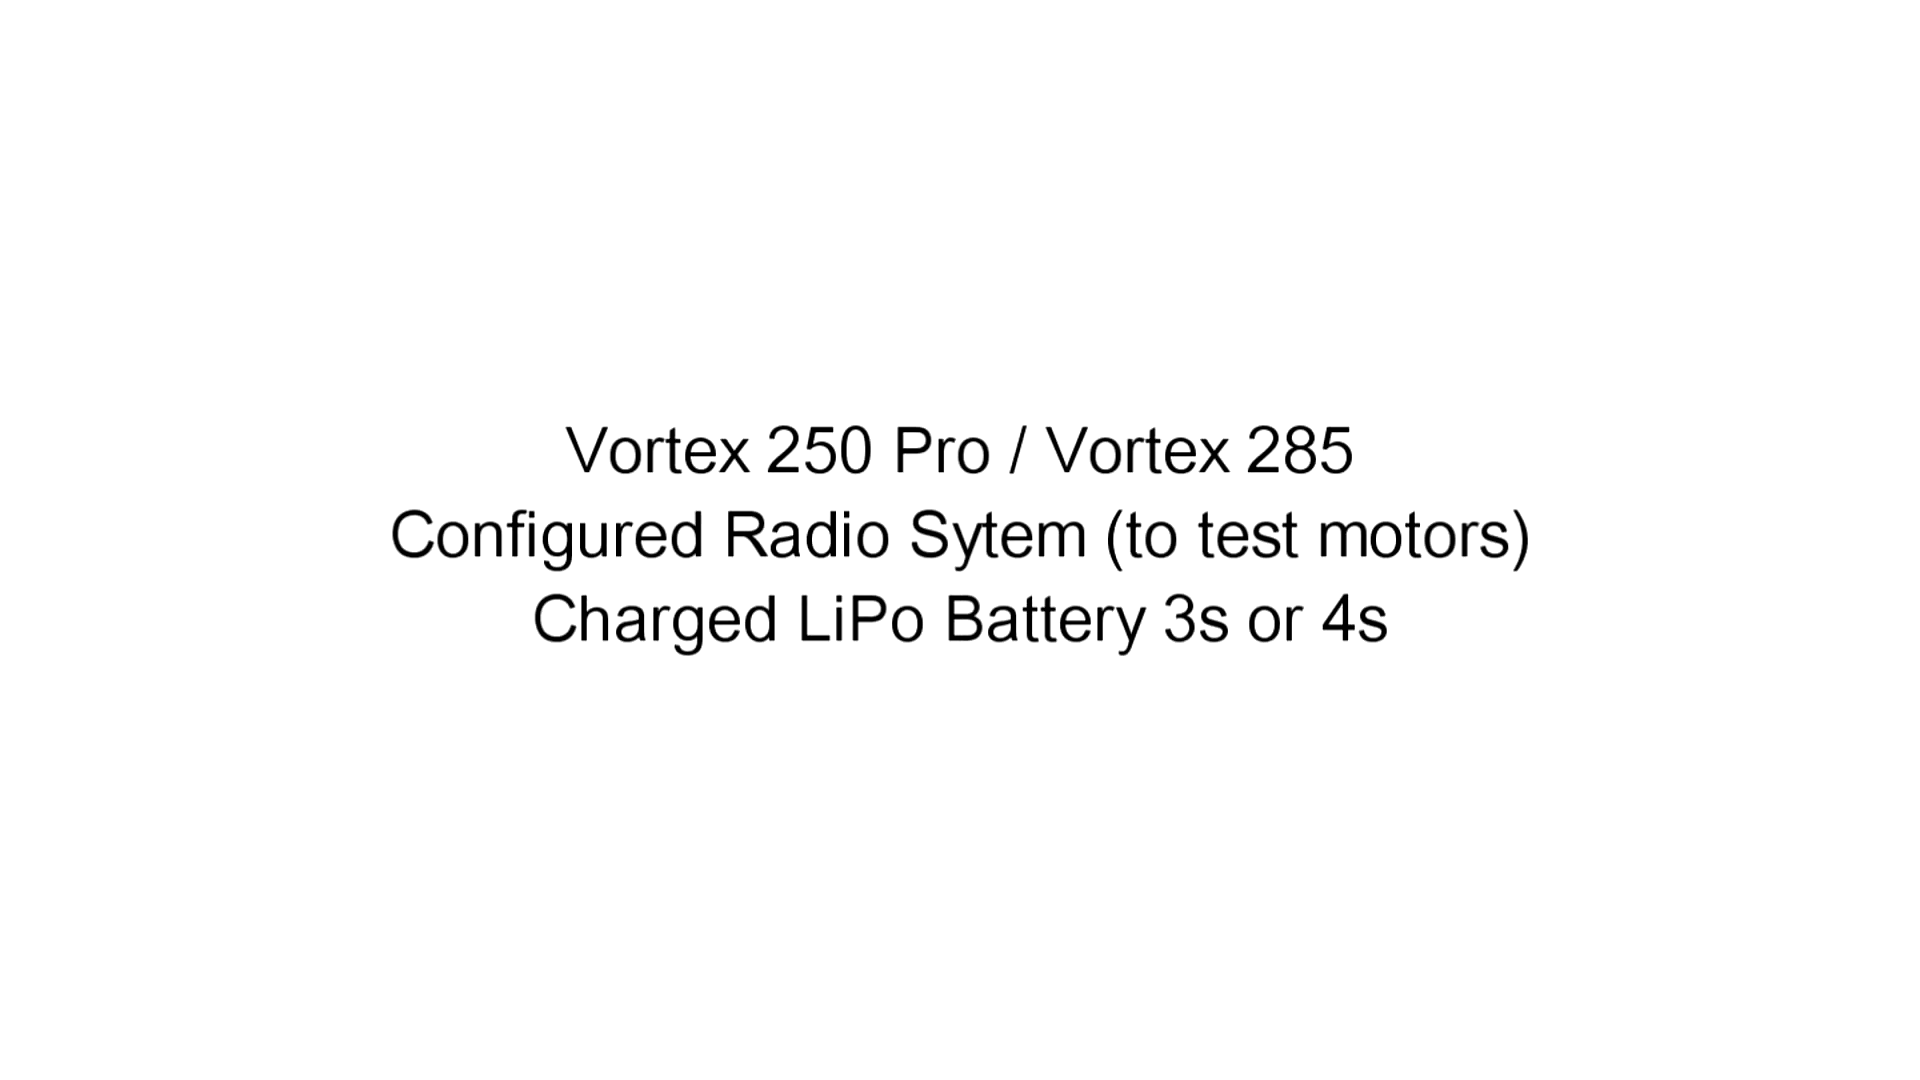 Vortex 250 Pro / Vortex 285
Configured Radio Sytem (to test motors)
Charged LiPo Battery 3s or 4s